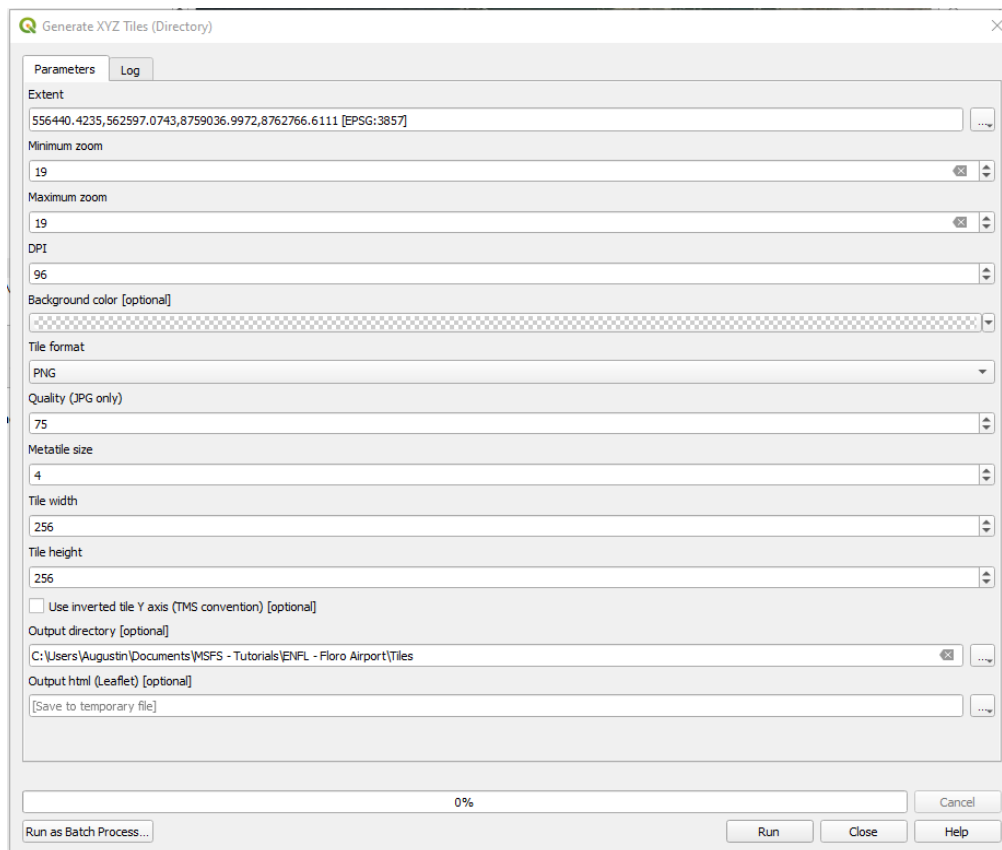 Generate XYZ Tiles (Directory)
Parameters Log
Extent
556440.4235,562597.0743,8759036.9972,8762766.6111 [EPSG:3857]
...
Minimum zoom
19
Maximum zoom
19
DPI
96
Background color [optional]
Tile format
PNG
Quality (JPG only)
75
Metatile size
4
Tile width
256
Tile height
256
Use inverted tile Y axis (TMS convention) [optional]
Output directory [optional]
C:\Users\Augustin\Documents\MSFS - Tutorials\ENFL - Floro Airport\Tiles
...
Output html (Leaflet) [optional]
[Save to temporary file]
...
0% Cancel
Run as Batch Process... Run Close Help